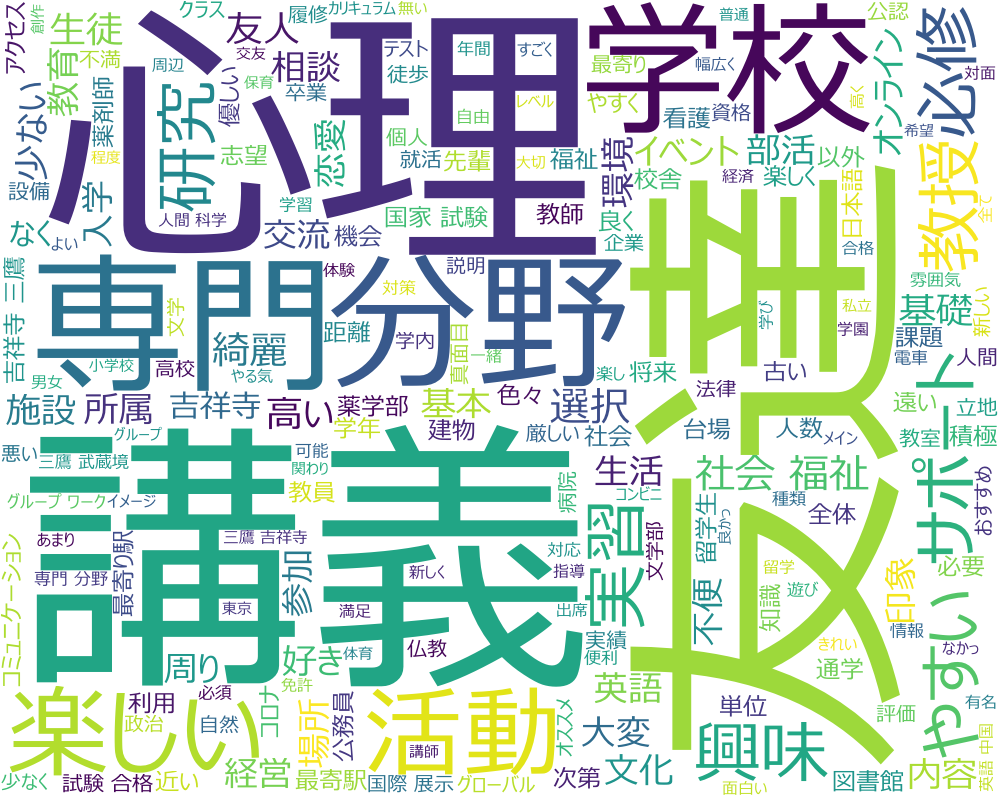 心理
学校
友達
講義
専門分野
楽しい
活動
興味
サポート
やすい
教授
必修
研究
実習
アクセス
創作
クラス
履修
カリキュラム
無い
普通
公認
生徒
教育
不満
周辺
友人
交友
保育
相談
卒業
テスト
徒歩
年間
すごく
最寄り
幅広く
やすく
オンライン
対面
少ない
薬剤師
優しい
恋愛
個人
自由
レベル
看護
資格
高く
希望
設備
程度
志望
就活
先輩
大切
福祉
イベント
部活
以外
校舎
経済
楽しく
日本語
全て
なく
よい
入学
人間 科学
学習
国家 試験
教師
環境
良く
企業
合格
交流
機会
説明
吉祥寺 三鷹
文学
体験
対策
距離
綺麗
学内
真面目
一緒
小学校
高校
やる気
男女
施設
所属
吉祥寺
高い
薬学部
基本
色々
選択
将来
楽し
法律
古い
学び
私立
学園
雰囲気
新しい
基礎
課題
電車
人間
遠い
立地
教室
積極
悪い
グループ
三鷹 武蔵境
可能
関わり
学年
建物
厳しい
社会
台場
人数
メイン
グループ ワーク
イメージ
教員
病院
生活
コンビニ
社会 福祉
種類
全体
おすすめ
コミュニケーション
あまり
専門 分野
最寄り駅
三鷹 吉祥寺
東京
参加
新しく
満足
対応
指導
出席
文学部
留学生
良かっ
留学
知識
遊び
不便
印象
必要
情報
なかっ
きれい
周り
好き
体育
仏教
実績
便利
英語
通学
利用
必須
免許
政治
自然
コロナ
場所
公務員
講師
オススメ
大変
単位
評価
有名
少なく
試験 合格
近い
経営
最寄駅
国際
展示
グローバル
次第
文化
面白い
図書館
内容
英語 中国